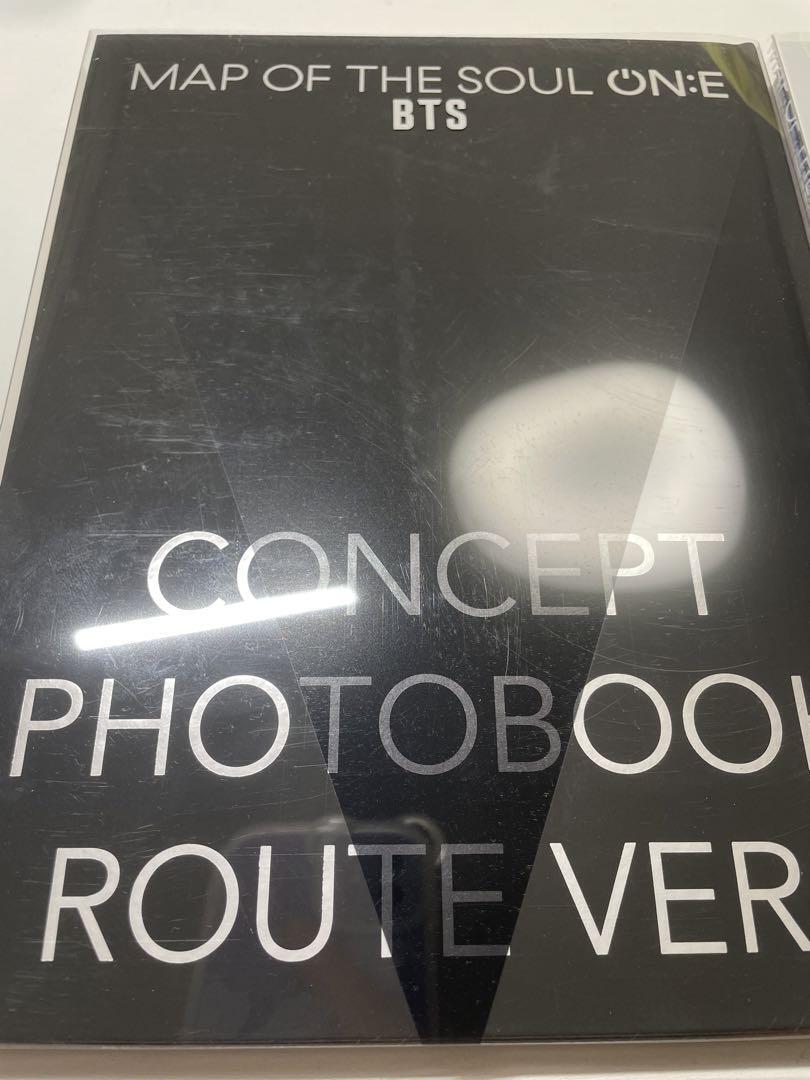 MAP OF THE SOUL ON:E
BTS
CONCEPT
PHOTOBOO
ROUTE VER